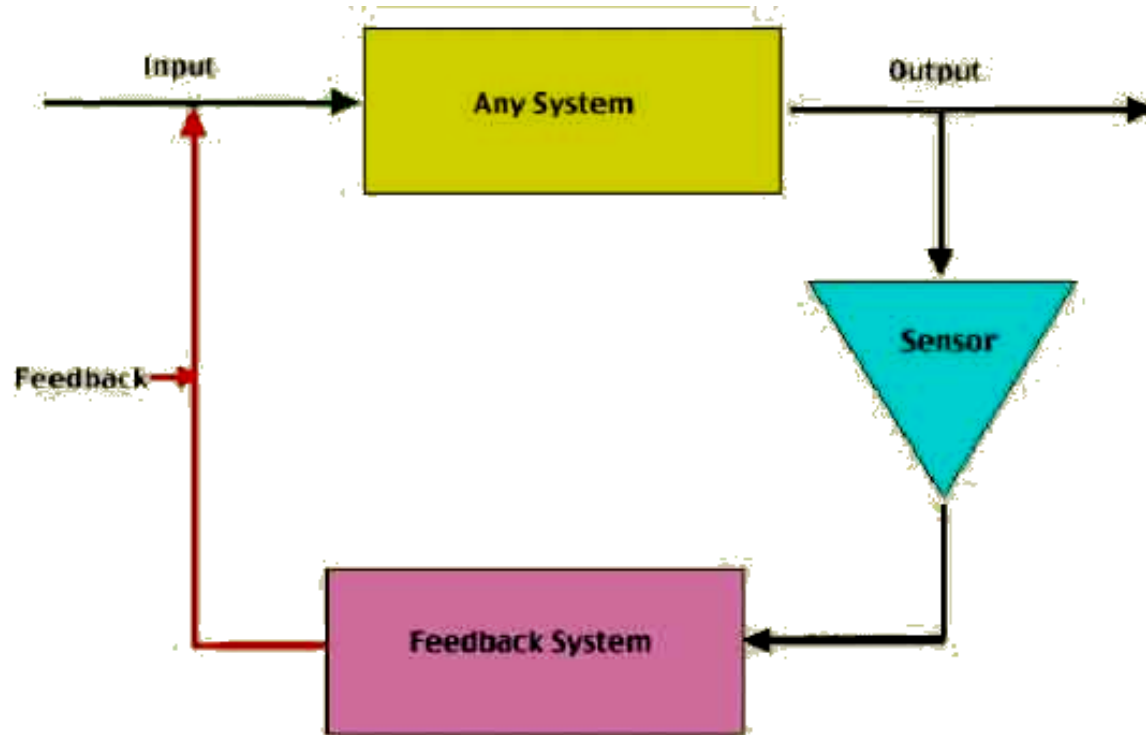 Input
Any System
Output
Sensor
Feedback
Feedback System